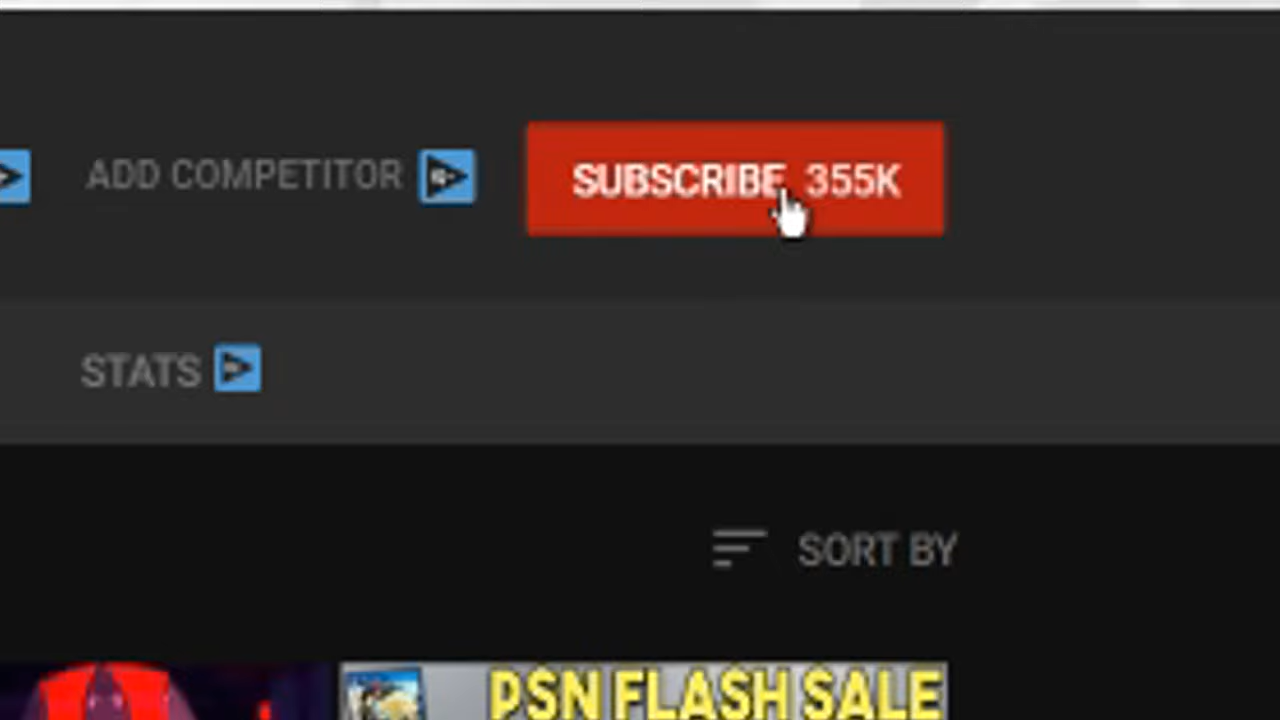 ADD COMPETITOR
SUBSCRIBE 355K
STATS
SORT BY
PSN FLASH SALE